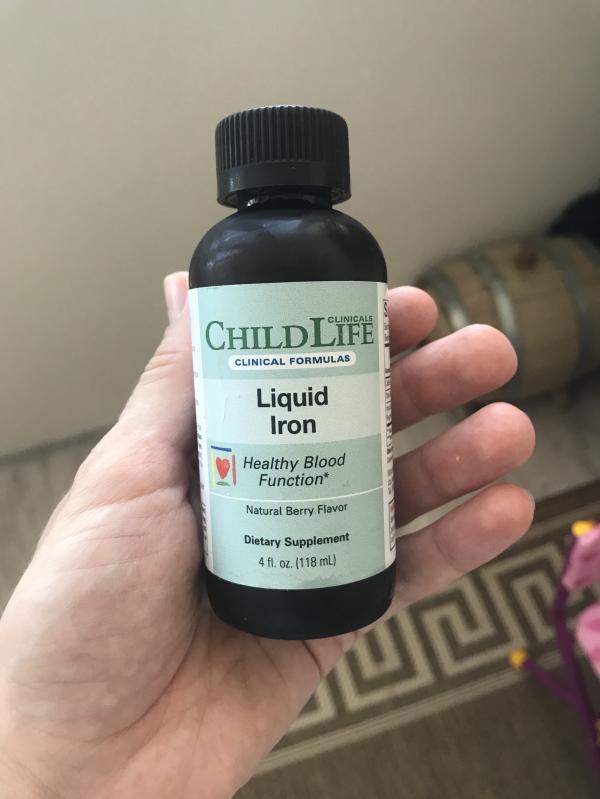 CLINICALS
CHILDLIFE
CLINICAL FORMULAS
Liquid
Iron
Healthy Blood
Function*
Natural Berry Flavor
Dietary Supplement
4 fl. oz. (118 mL)